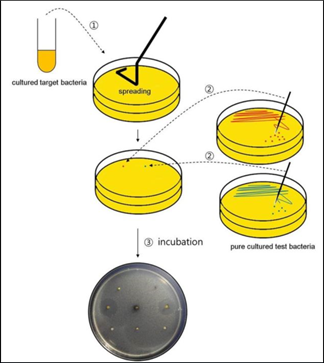 ①
cultured target bacteria
spreading
②
②
pure cultured test bacteria
③ incubation